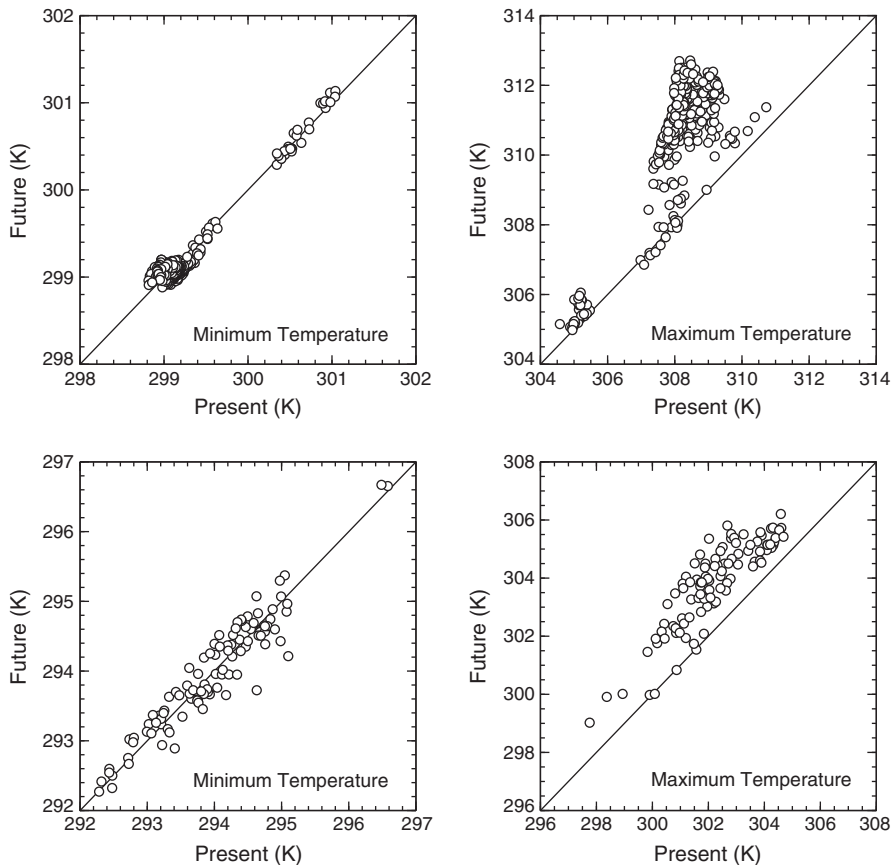 302
301
300
299
298
Future (K)
Minimum Temperature
298 299 300 301 302
Present (K)
314
312
310
308
306
304
Future (K)
Maximum Temperature
304 306 308 310 312 314
Present (K)
297
296
295
294
293
292
Future (K)
Minimum Temperature
292 293 294 295 296 297
Present (K)
308
306
304
302
300
298
296
Future (K)
Maximum Temperature
296 298 300 302 304 306 308
Present (K)